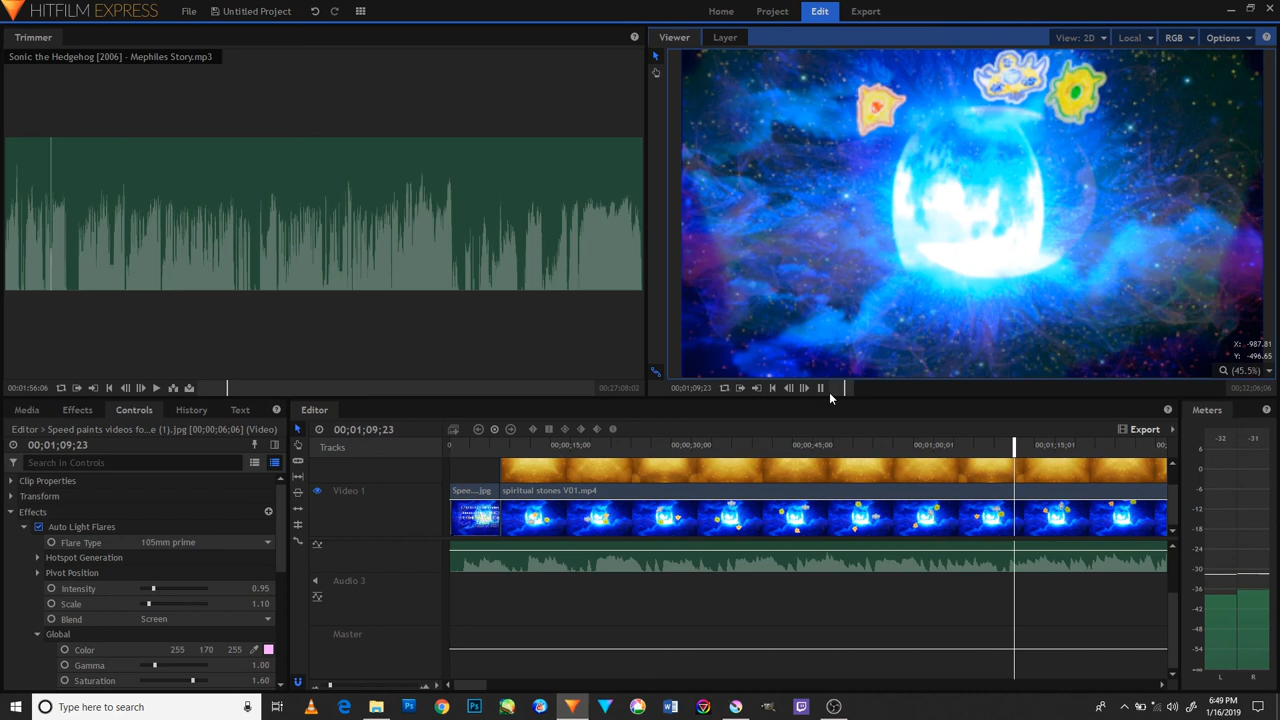 HITFILM EXPRESS
File
Untitled Project
Home
Project
Edit
Export
Trimmer
Viewer
Layer
View: 2D
Local
RGB
Options
Sonic the Hedgehog [2006] - Mephiles Story.mp3
X: -987.81
Y: -496.65
(45.5%)
00;01;56;06
00;27;08;02
00;01;09;23
00;32;06;06
Media
Effects
Controls
History
Text
Editor
Meters
Editor > Speed paints videos fo...e (1).jpg [00;00;06;06] (Video)
00;01;09;23
00;01;09;23
Export
-32
-31
Search in Controls
Tracks
0
00;00;15;00
00;00;30;00
00;00;45;00
00;01;00;01
00;01;15;01
00;
Clip Properties
Transform
Effects
Auto Light Flares
Flare Type
105mm prime
Hotspot Generation
Pivot Position
Intensity
0.95
Scale
1.10
Blend
Screen
Global
Color
255
170
255
Gamma
1.00
Saturation
1.60
Video 1
Spee....jpg
spiritual stones V01.mp4
Audio 3
Master
6
0
-6
-12
-18
-24
-30
-36
-42
-48
-54
-∞
L
R
Type here to search
6:49 PM
1/16/2019